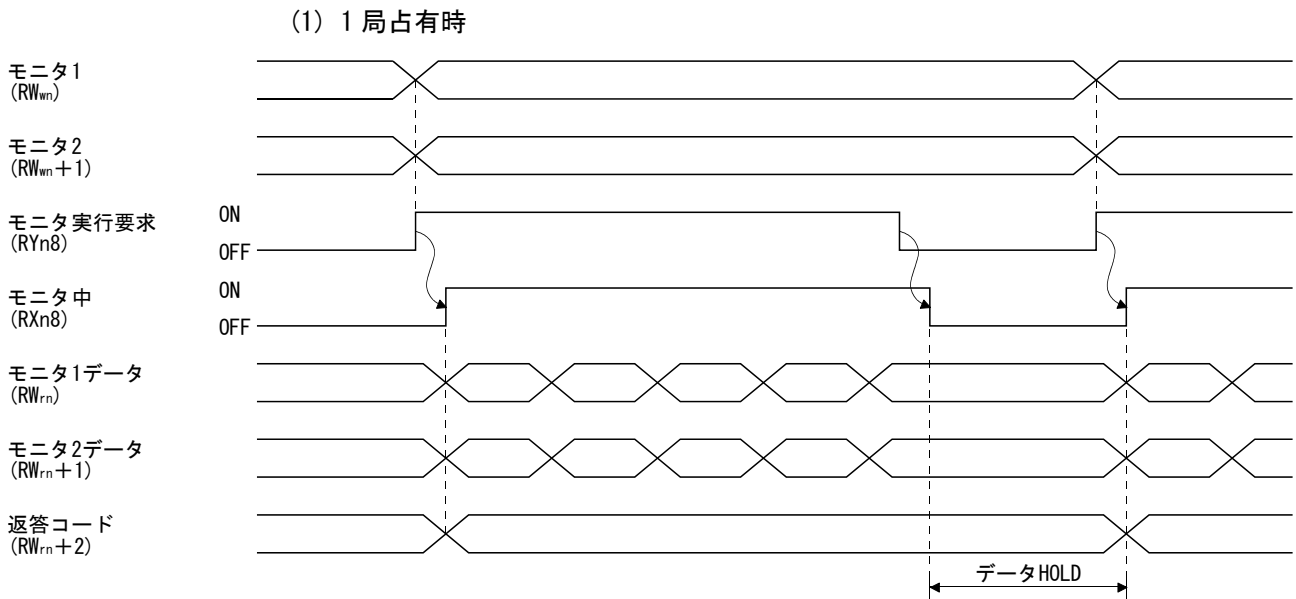 (1) 1局占有時
モニタ1
(RWwn)
モニタ2
(RWwn+1)
モニタ実行要求
(RYn8)
ON
OFF
モニタ中
(RXn8)
ON
OFF
モニタ1データ
(RWrn)
モニタ2データ
(RWrn+1)
返答コード
(RWrn+2)
データHOLD